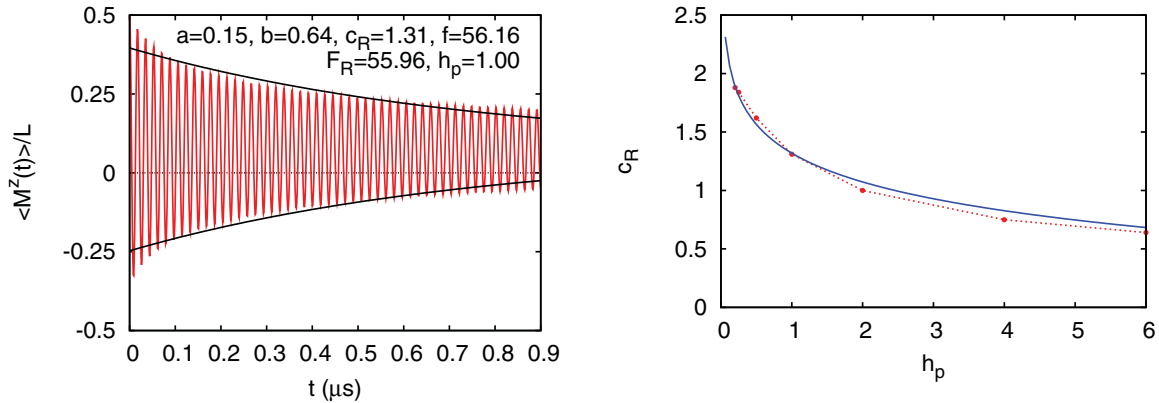 a=0.15, b=0.64, c_R=1.31, f=56.16
F_R=55.96, h_p=1.00
0.5
0.25
0
-0.25
-0.5
<M^z(t)>/L
0 0.1 0.2 0.3 0.4 0.5 0.6 0.7 0.8 0.9
t (μs)
2.5
2
1.5
1
0.5
0
c_R
0 1 2 3 4 5 6
h_p